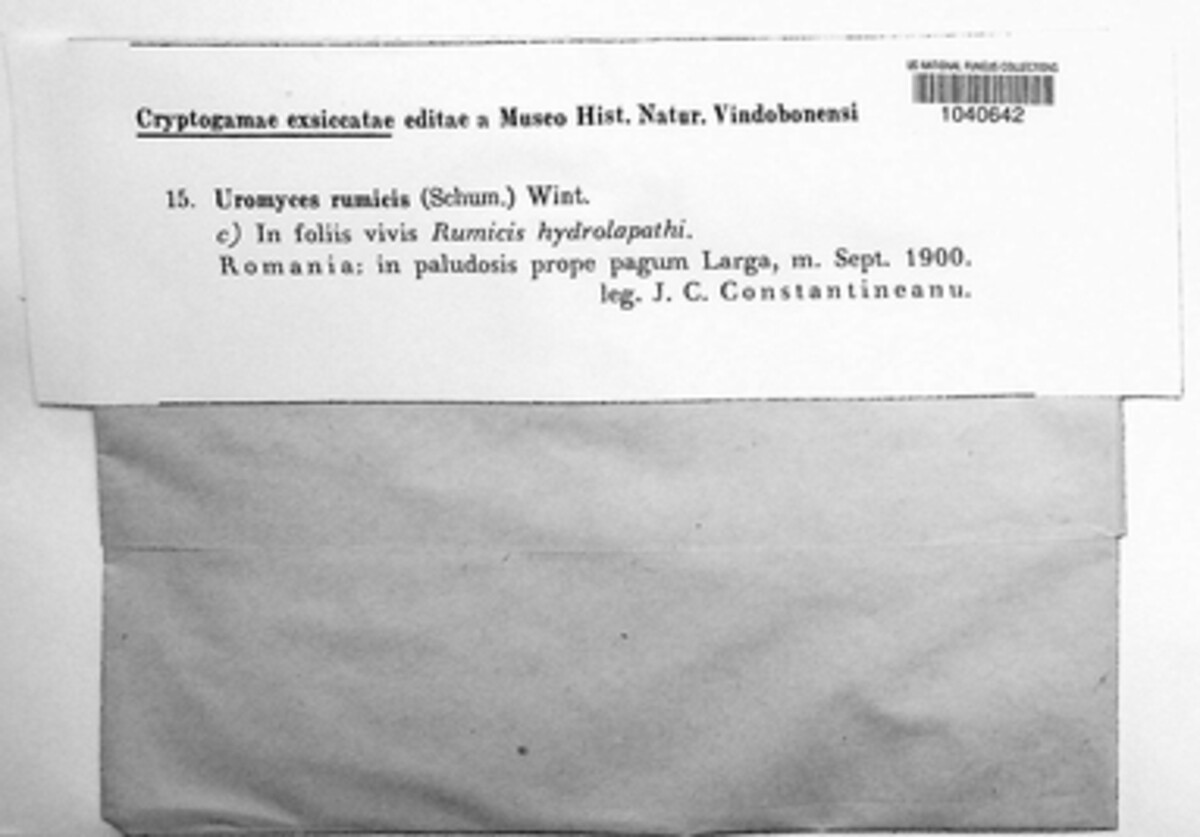 US NATIONAL FUNGUS COLLECTIONS
1040642
Cryptogamae exsiccatae editae a Museo Hist. Natur. Vindobonensi
15. Uromyces rumicis (Schum.) Wint.
c) In foliis vivis Rumicis hydrolapathi.
Romania: in paludosis prope pagum Larga, m. Sept. 1900.
leg. J. C. Constantineanu.